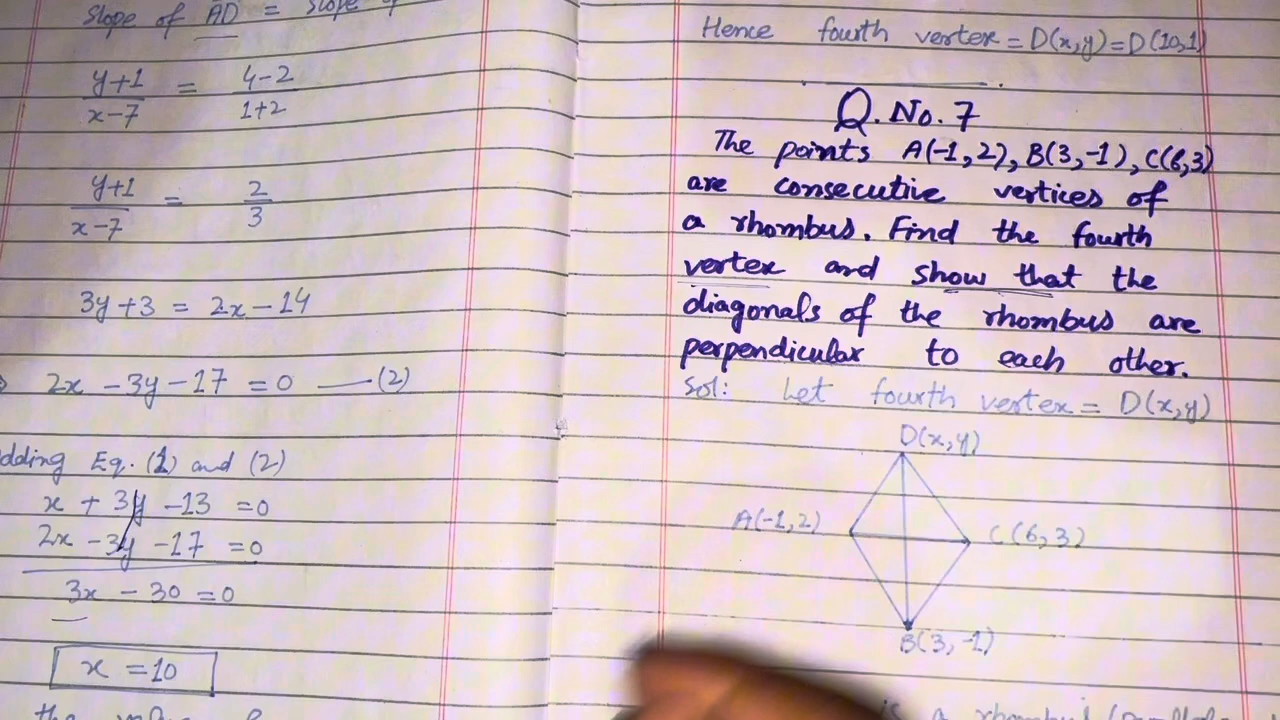 slope of AD = slope of
y+1/x-7 = 4-2/1+2
y+1/x-7 = 2/3
3y+3 = 2x-14
2x -3y -17 =0 —(2)
dding Eq. (1) and (2)
x + 3y -13 =0
2x -3y -17 =0
3x - 30 =0
x =10
the
Hence fourth vertex = D(x,y)=D(10,1)
Q.No.7
The points A(-1,2), B(3,-1), C(6,3)
are consecutive vertices of
a rhombus. Find the fourth
vertex and show that the
diagonals of the rhombus are
perpendicular to each other.
Sol: Let fourth vertex = D(x,y)
D(x,y)
A(-1,2)
C(6,3)
B(3,-1)
is a rhombus